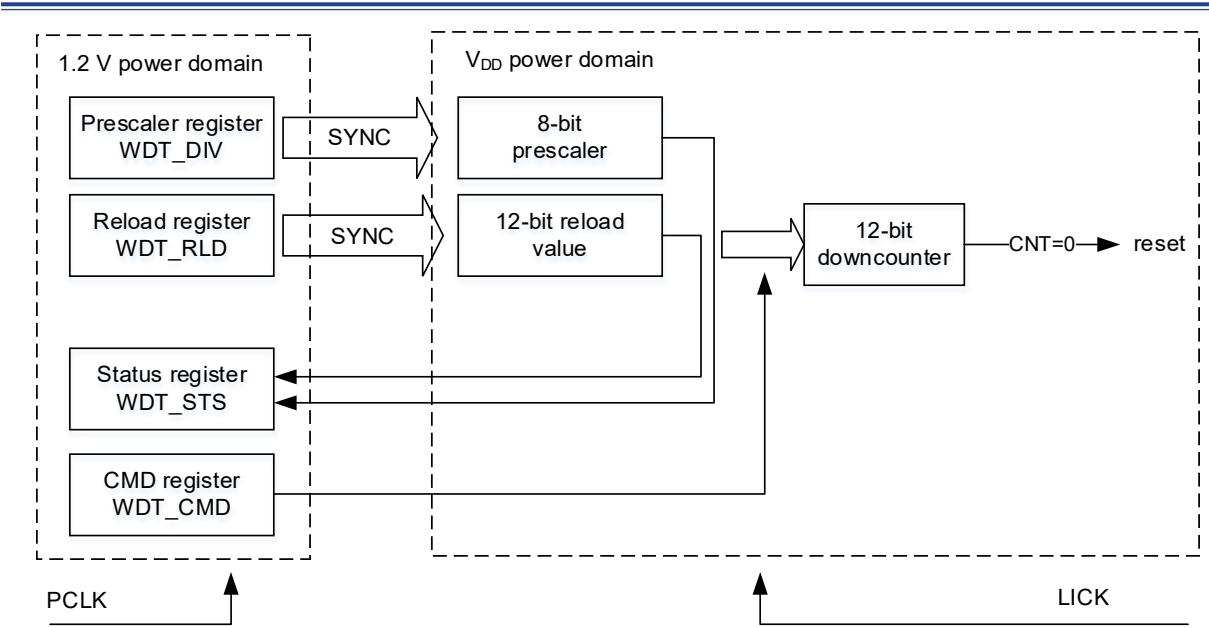 1.2 V power domain
VDD power domain
Prescaler register
WDT_DIV
SYNC
8-bit
prescaler
Reload register
WDT_RLD
SYNC
12-bit reload
value
12-bit
downcounter
CNT=0
reset
Status register
WDT_STS
CMD register
WDT_CMD
PCLK
LICK